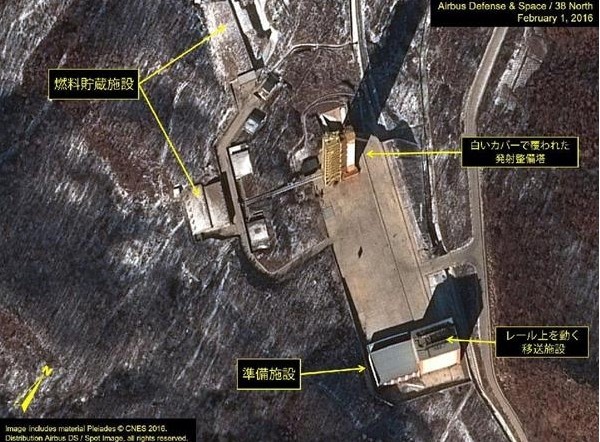 Airbus Defense & Space / 38 North
February 1, 2016
燃料貯蔵施設
白いカバーで覆われた
発射整備塔
レール上を動く
移送施設
準備施設
N
Image includes material Pleiades © CNES 2016.
Distribution Airbus DS / Spot Image, all rights reserved.